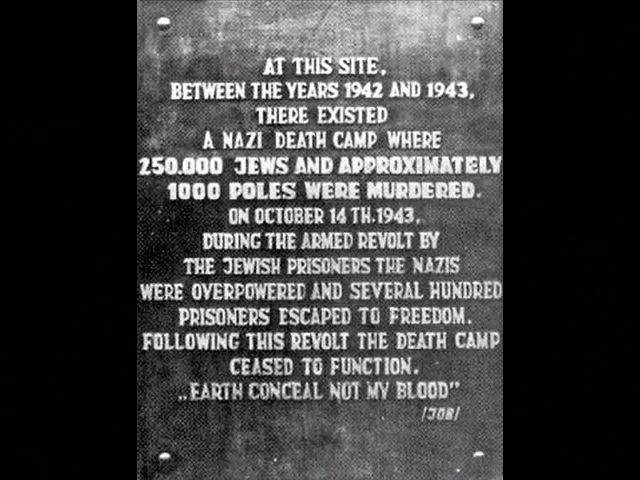 AT THIS SITE,
BETWEEN THE YEARS 1942 AND 1943,
THERE EXISTED
A NAZI DEATH CAMP WHERE
250.000 JEWS AND APPROXIMATELY
1000 POLES WERE MURDERED.
ON OCTOBER 14 TH.1943,
DURING THE ARMED REVOLT BY
THE JEWISH PRISONERS THE NAZIS
WERE OVERPOWERED AND SEVERAL HUNDRED
PRISONERS ESCAPED TO FREEDOM.
FOLLOWING THIS REVOLT THE DEATH CAMP
CEASED TO FUNCTION.
„EARTH CONCEAL NOT MY BLOOD”
/JOB/